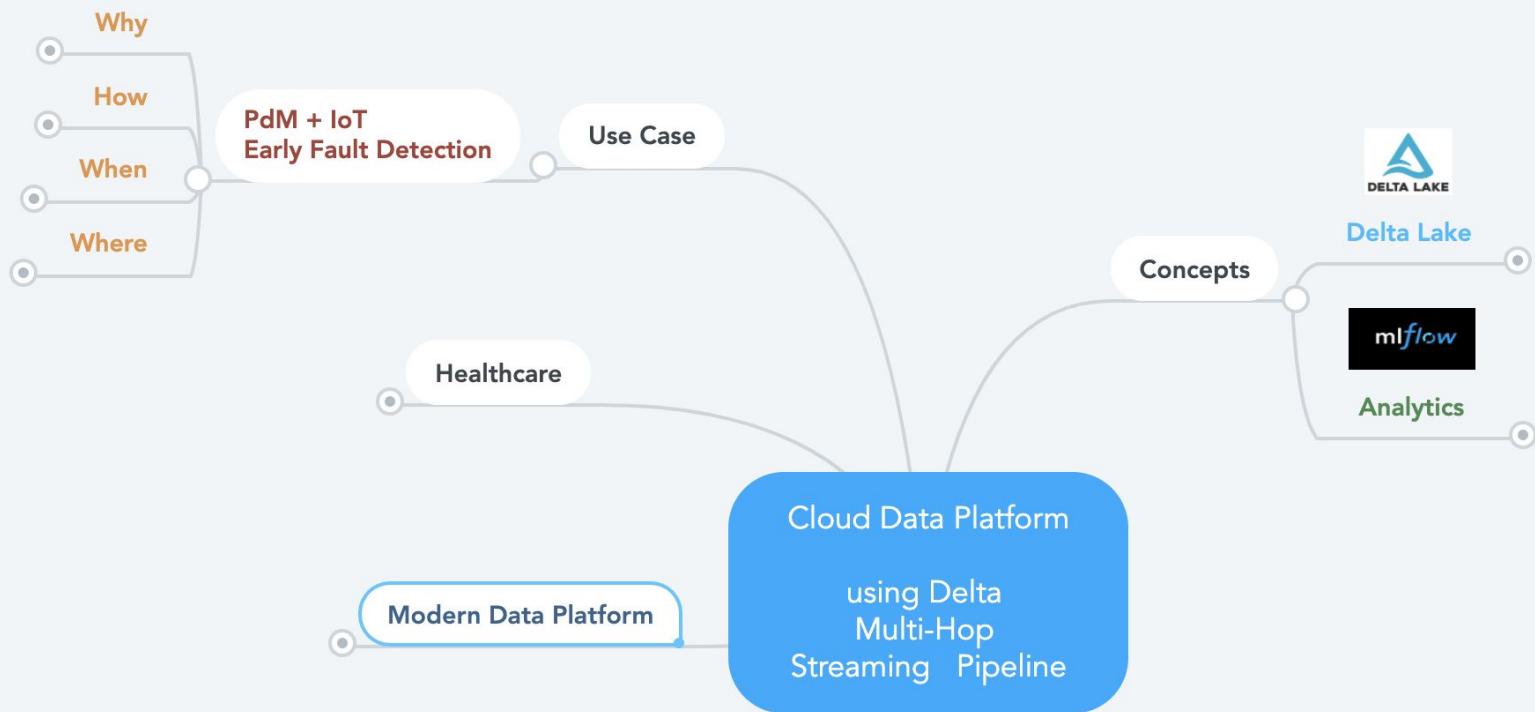 Why
How
When
Where
PdM + IoT
Early Fault Detection
Use Case
Healthcare
Modern Data Platform
Cloud Data Platform
using Delta
Multi-Hop
Streaming Pipeline
Concepts
DELTA LAKE
Delta Lake
mlflow
Analytics